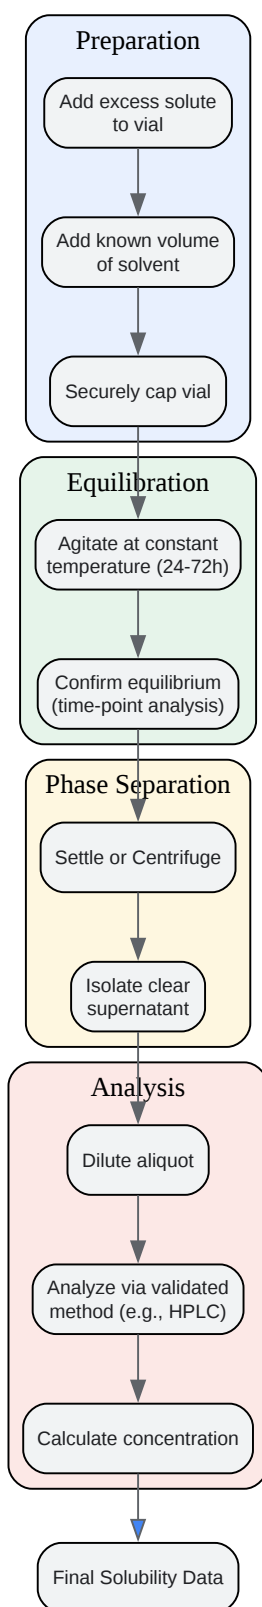 Preparation
Add excess solute
to vial
Add known volume
of solvent
Securely cap vial
Equilibration
Agitate at constant
temperature (24-72h)
Confirm equilibrium
(time-point analysis)
Phase Separation
Settle or Centrifuge
Isolate clear
supernatant
Analysis
Dilute aliquot
Analyze via validated
method (e.g., HPLC)
Calculate concentration
Final Solubility Data